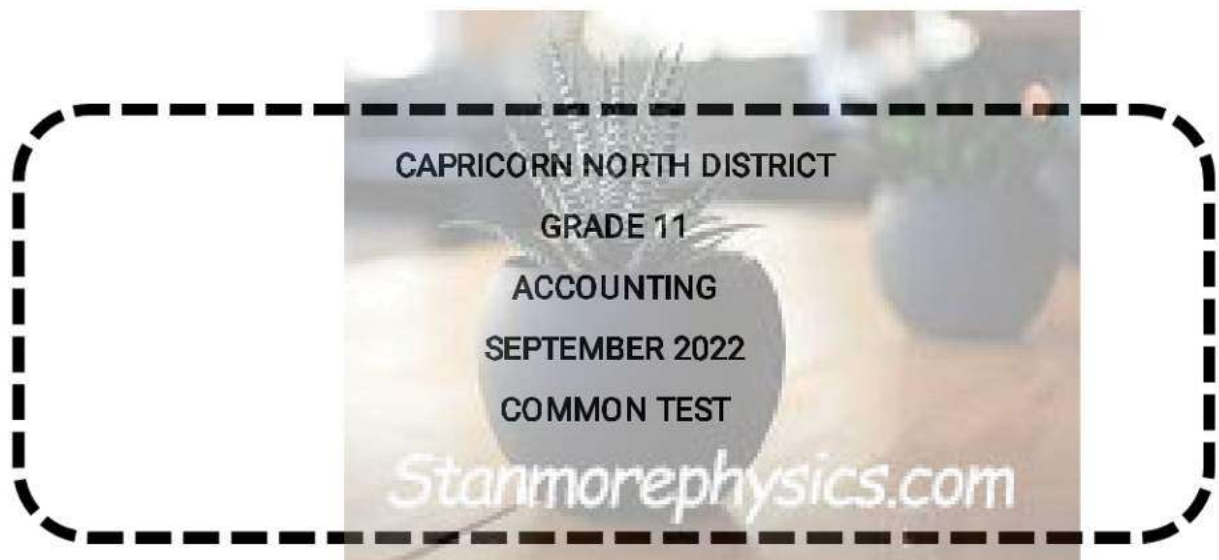 CAPRICORN NORTH DISTRICT
GRADE 11
ACCOUNTING
SEPTEMBER 2022
COMMON TEST
Stanmorephysics.com